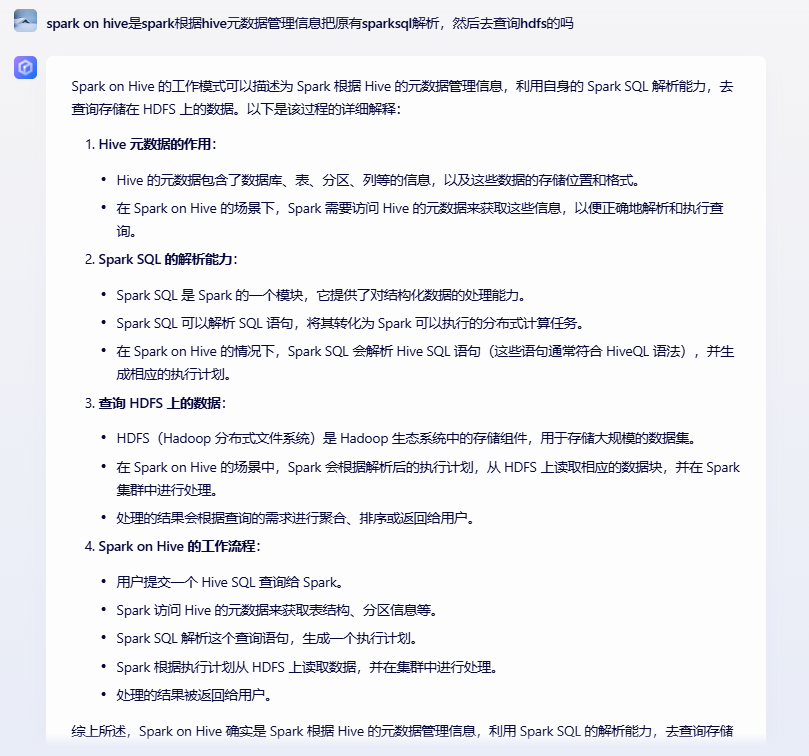 spark on hive是spark根据hive元数据管理信息把原有sparksql解析，然后去查询hdfs的吗
Spark on Hive 的工作模式可以描述为 Spark 根据 Hive 的元数据管理信息，利用自身的 Spark SQL 解析能力，去
查询存储在 HDFS 上的数据。以下是该过程的详细解释：
1. Hive 元数据的作用：
• Hive 的元数据包含了数据库、表、分区、列等的信息，以及这些数据的存储位置和格式。
• 在 Spark on Hive 的场景下，Spark 需要访问 Hive 的元数据来获取这些信息，以便正确地解析和执行查
询。
2. Spark SQL 的解析能力：
• Spark SQL 是 Spark 的一个模块，它提供了对结构化数据的处理能力。
• Spark SQL 可以解析 SQL 语句，将其转化为 Spark 可以执行的分布式计算任务。
• 在 Spark on Hive 的情况下，Spark SQL 会解析 Hive SQL 语句（这些语句通常符合 HiveQL 语法），并生
成相应的执行计划。
3. 查询 HDFS 上的数据：
• HDFS（Hadoop 分布式文件系统）是 Hadoop 生态系统中的存储组件，用于存储大规模的数据集。
• 在 Spark on Hive 的场景中，Spark 会根据解析后的执行计划，从 HDFS 上读取相应的数据块，并在 Spark
集群中进行处理。
• 处理的结果会根据查询的需求进行聚合、排序或返回给用户。
4. Spark on Hive 的工作流程：
• 用户提交一个 Hive SQL 查询给 Spark。
• Spark 访问 Hive 的元数据来获取表结构、分区信息等。
• Spark SQL 解析这个查询语句，生成一个执行计划。
• Spark 根据执行计划从 HDFS 上读取数据，并在集群中进行处理。
• 处理的结果被返回给用户。
综上所述，Spark on Hive 确实是 Spark 根据 Hive 的元数据管理信息，利用 Spark SQL 的解析能力，去查询存储